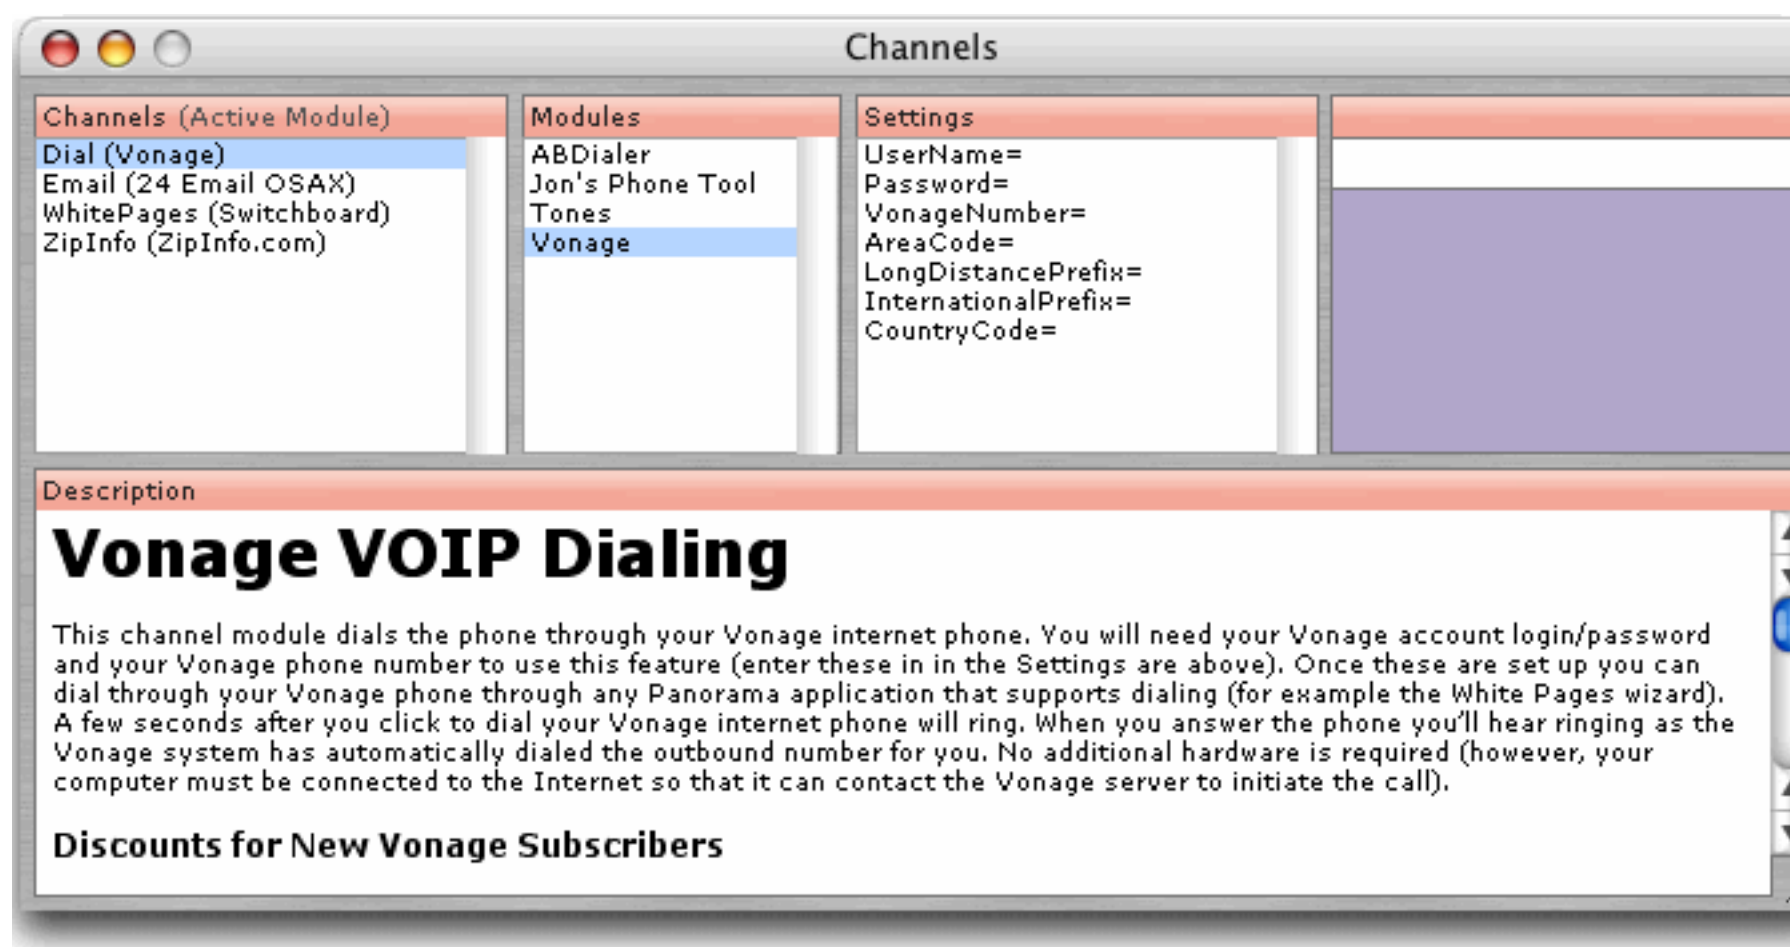 Channels
Channels (Active Module)
Dial (Vonage)
Email (24 Email OSAX)
WhitePages (Switchboard)
ZipInfo (ZipInfo.com)
Modules
ABDialer
Jon's Phone Tool
Tones
Vonage
Settings
UserName=
Password=
VonageNumber=
AreaCode=
LongDistancePrefix=
InternationalPrefix=
CountryCode=
Description
Vonage VOIP Dialing
This channel module dials the phone through your Vonage internet phone. You will need your Vonage account login/password
and your Vonage phone number to use this feature (enter these in in the Settings are above). Once these are set up you can
dial through your Vonage phone through any Panorama application that supports dialing (for example the White Pages wizard).
A few seconds after you click to dial your Vonage internet phone will ring. When you answer the phone you'll hear ringing as the
Vonage system has automatically dialed the outbound number for you. No additional hardware is required (however, your
computer must be connected to the Internet so that it can contact the Vonage server to initiate the call).
Discounts for New Vonage Subscribers